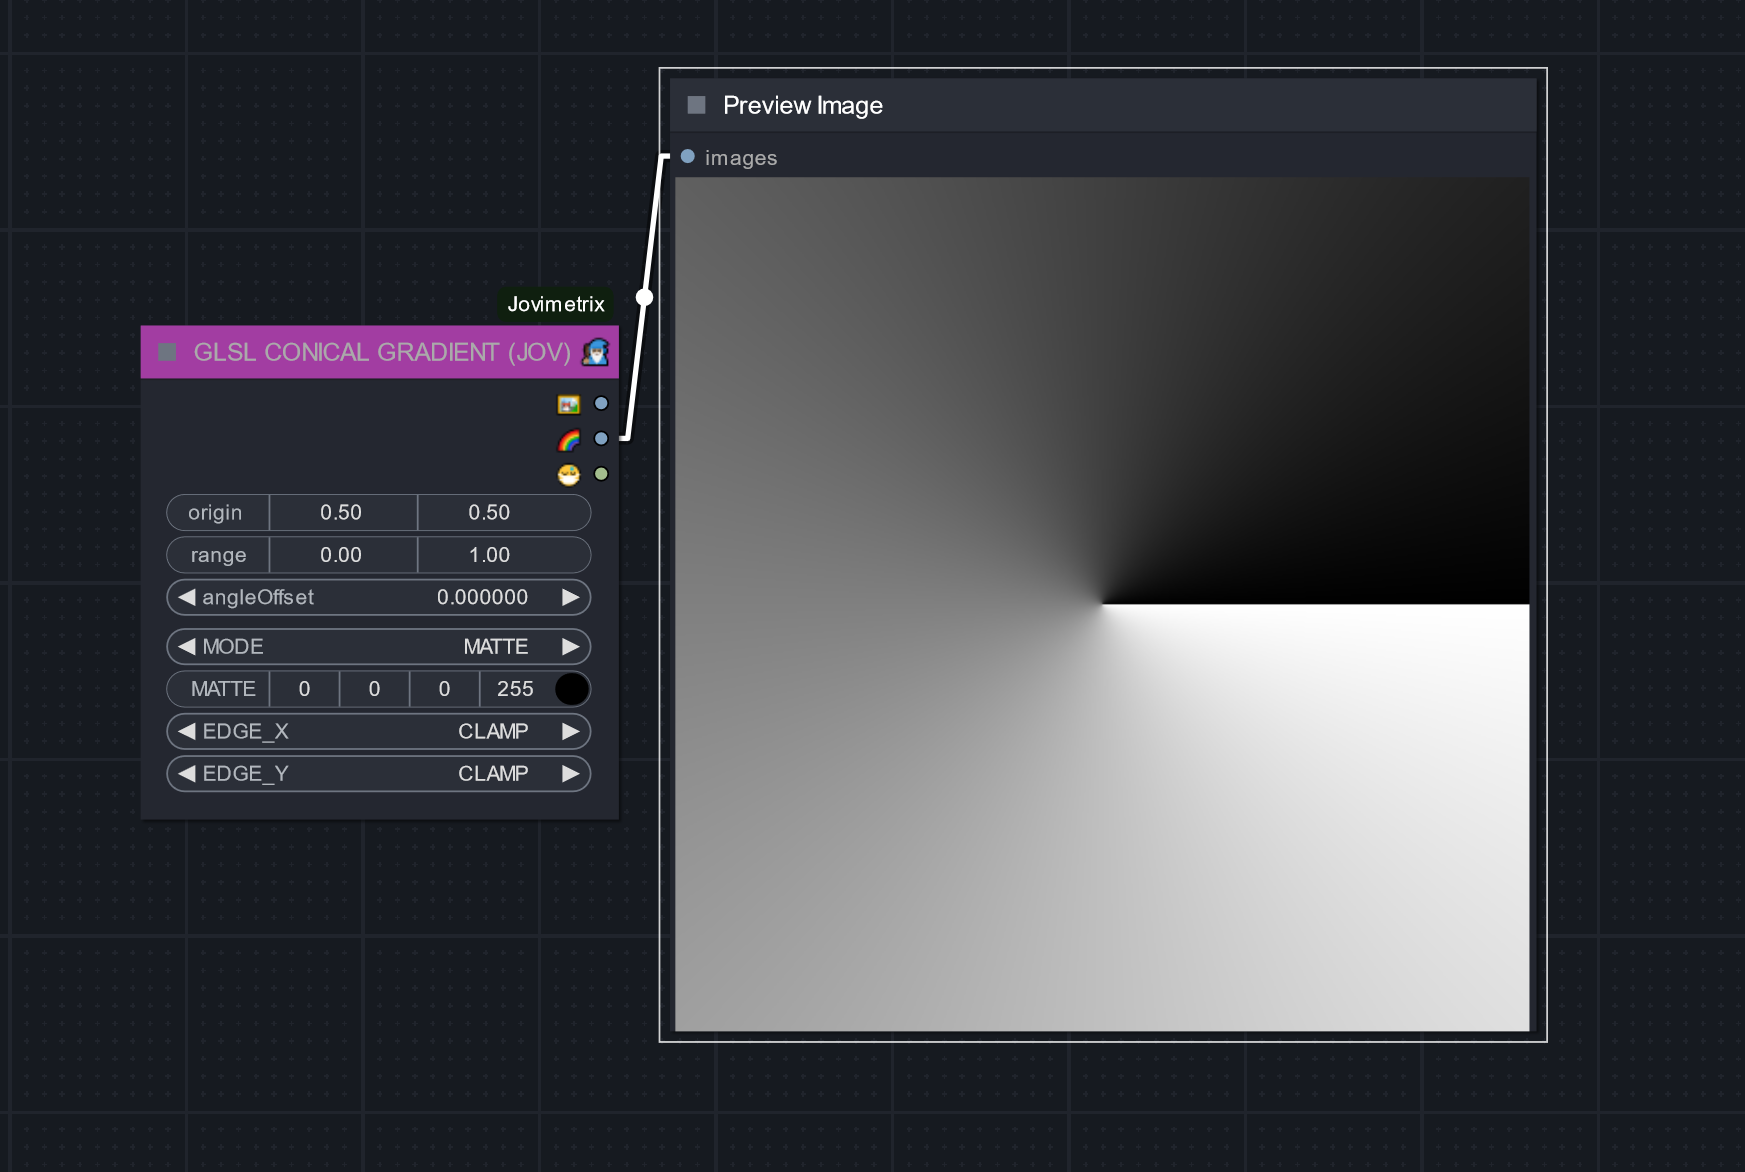 Preview Image
images
Jovimetrix
GLSL CONICAL GRADIENT (JOV)
origin 0.50 0.50
range 0.00 1.00
angleOffset 0.000000
MODE MATTE
MATTE 0 0 0 255
EDGE_X CLAMP
EDGE_Y CLAMP